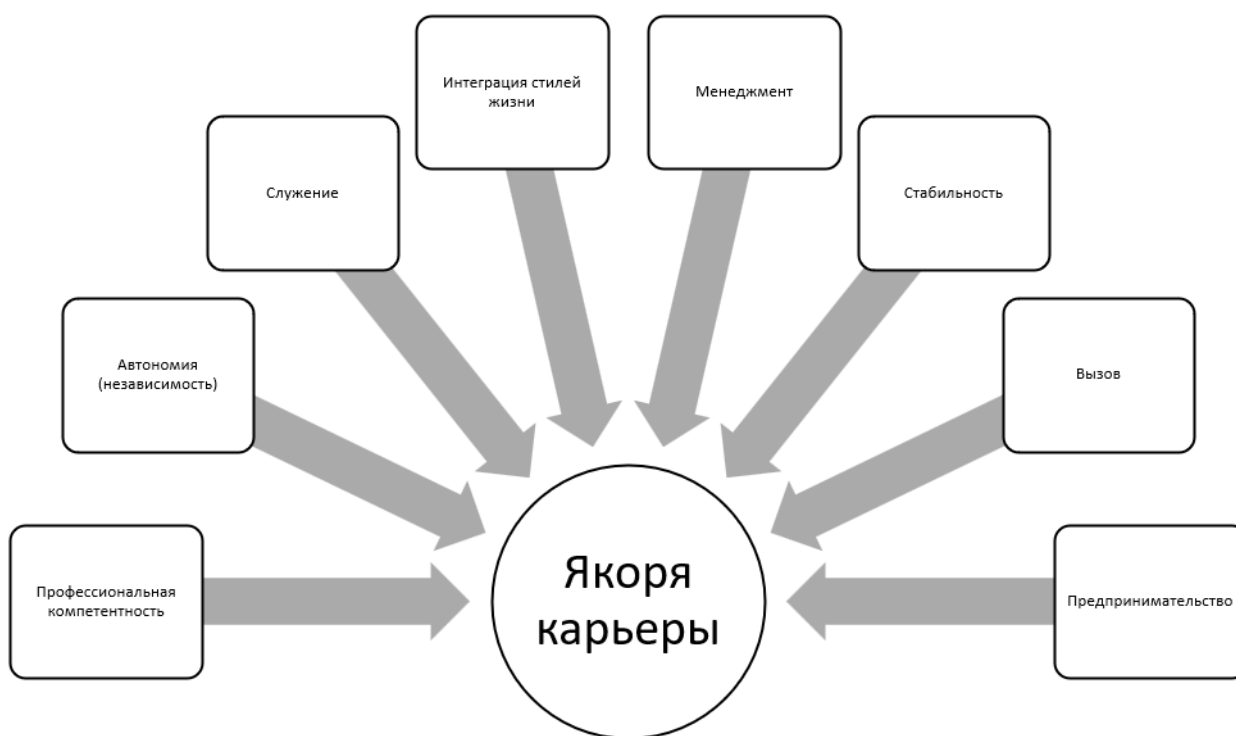 Интеграция стилей
жизни
Менеджмент
Служение
Стабильность
Автономия
(независимость)
Вызов
Профессиональная
компетентность
Предпринимательство
Якоря
карьеры